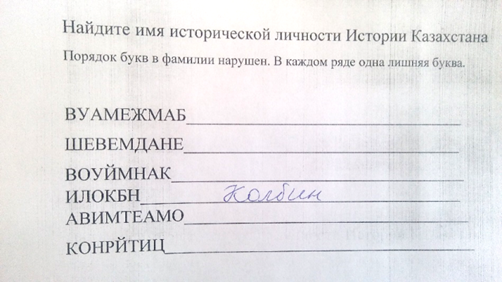 Найдите имя исторической личности Истории Казахстана
Порядок букв в фамилии нарушен. В каждом ряде одна лишняя буква.
ВУАМЕЖМАБ
ШЕВЕМДАНЕ
ВОУЙМНАК
ИЛОКБН Колбин
АВИМТЕАМО
КОНРЙТИЦ